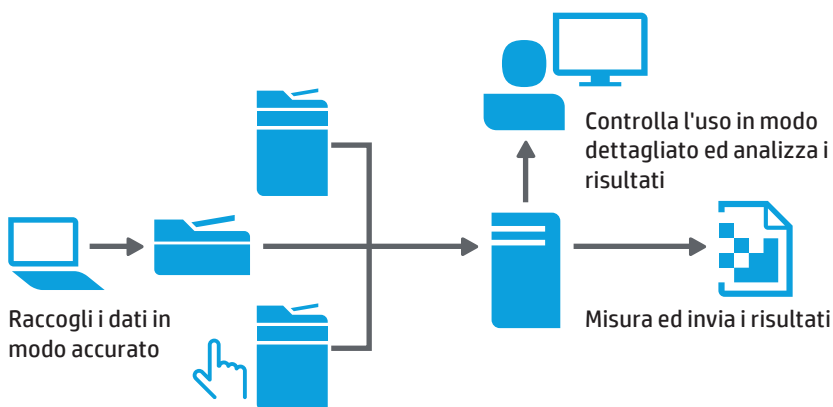 Controlla l'uso in modo
dettagliato ed analizza i
risultati
Raccogli i dati in
modo accurato
Misura ed invia i risultati